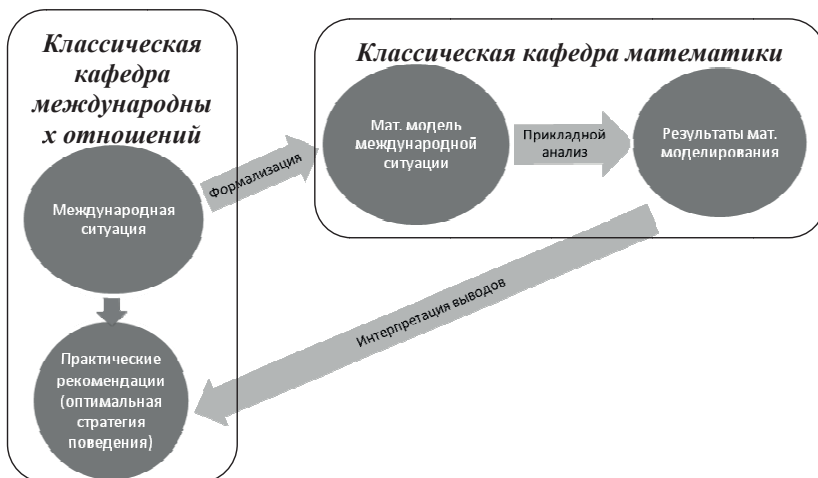 Классическая
кафедра
международны
х отношений
Классическая кафедра математики
Международная
ситуация
Формализация
Мат. модель
международной
ситуации
Прикладной
анализ
Результаты мат.
моделирования
Интерпретация выводов
Практические
рекомендации
(оптимальная
стратегия
поведения)